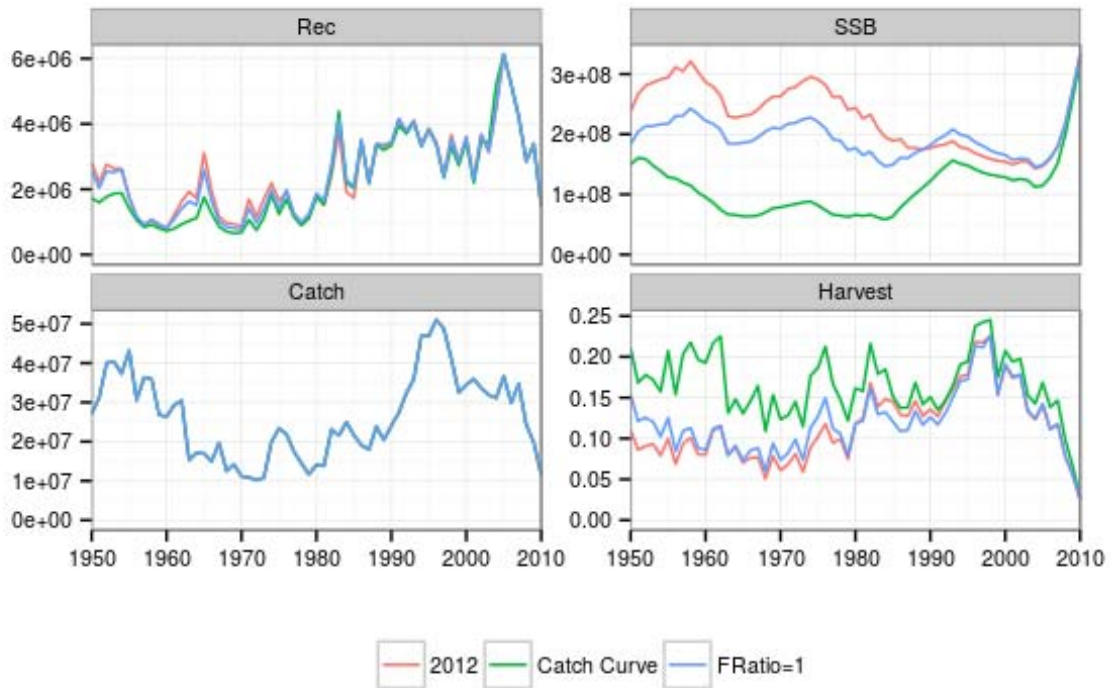 Rec
SSB
6e+06
4e+06
2e+06
0e+00
3e+08
2e+08
1e+08
0e+00
Catch
Harvest
5e+07
4e+07
3e+07
2e+07
1e+07
0e+00
0.25
0.20
0.15
0.10
0.05
0.00
1950 1960 1970 1980 1990 2000 2010
1950 1960 1970 1980 1990 2000 2010
2012 Catch Curve FRatio=1